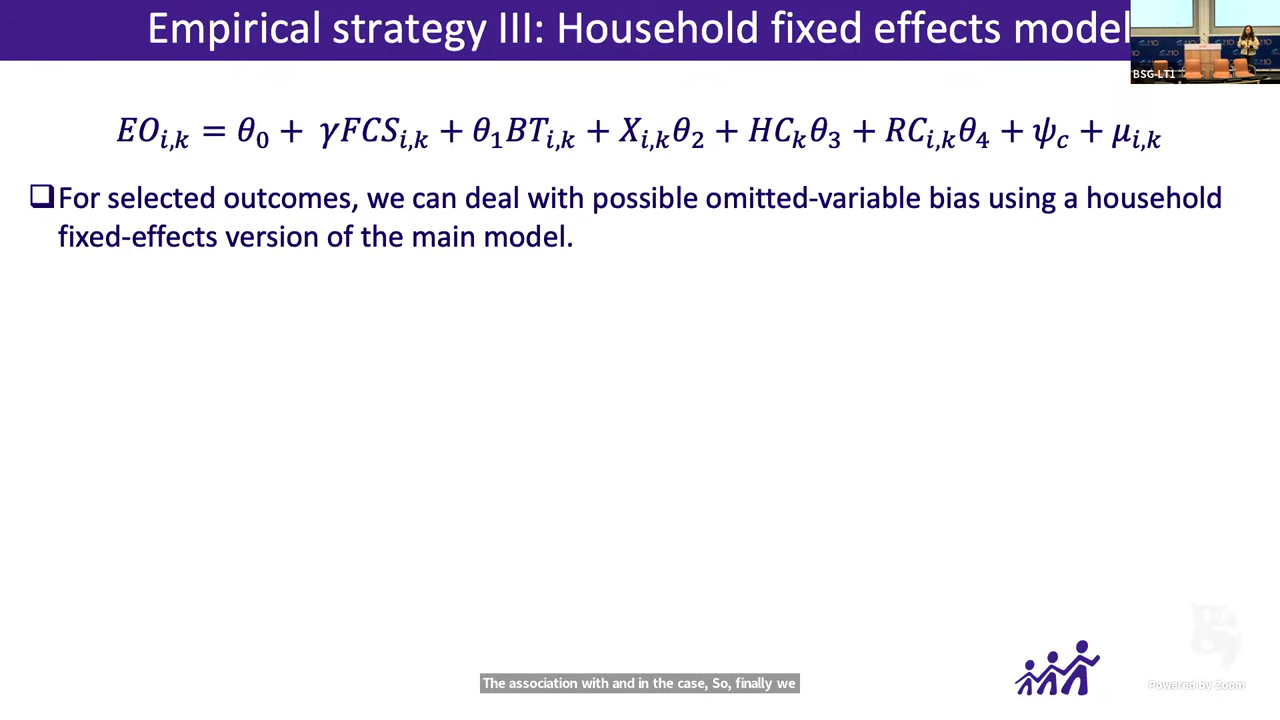 Empirical strategy III: Household fixed effects model
BSG-LT1
EO_{i,k} = θ_0 + γFCS_{i,k} + θ_1BT_{i,k} + X_{i,k}θ_2 + HC_kθ_3 + RC_{i,k}θ_4 + ψ_c + μ_{i,k}
❑For selected outcomes, we can deal with possible omitted-variable bias using a household
fixed-effects version of the main model.
The association with and in the case, So, finally we
Powered by Zoom